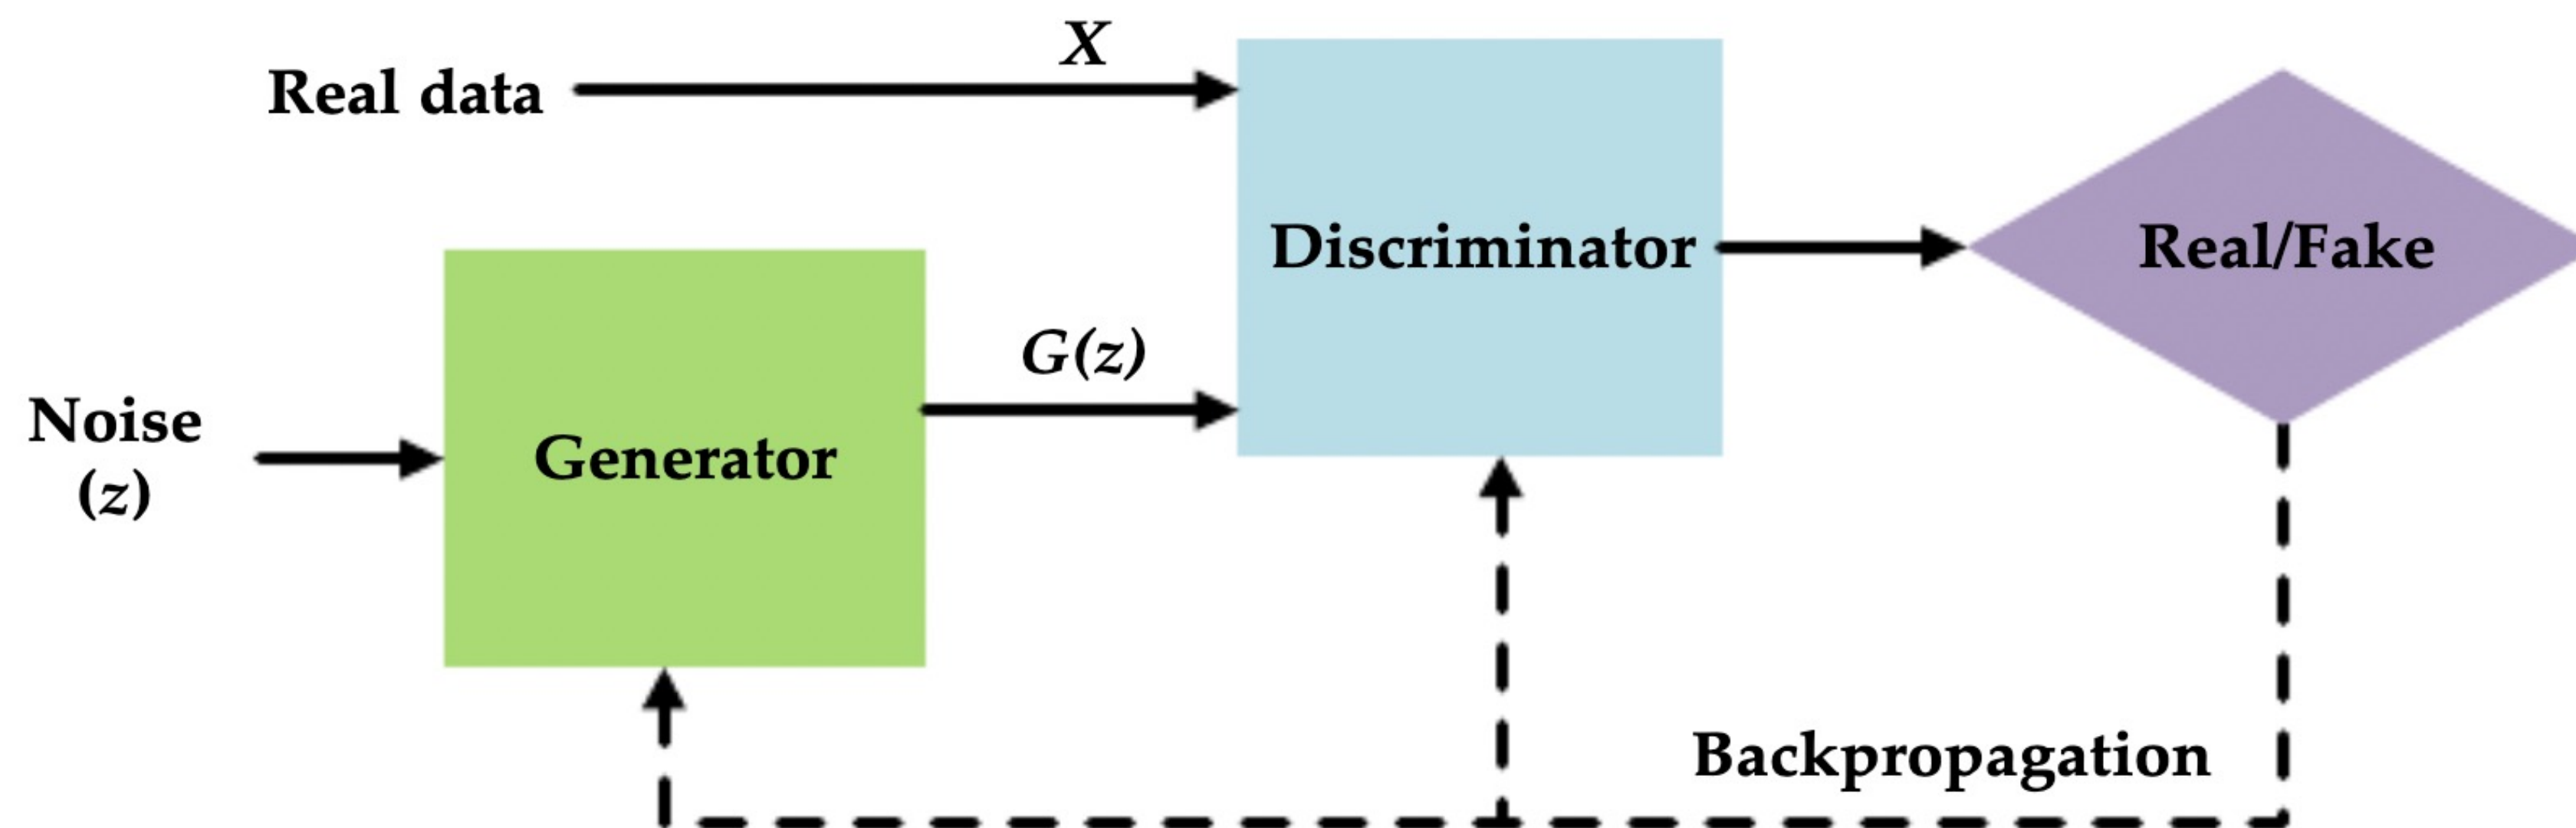 X
Real data
Discriminator
Real/Fake
G(z)
Noise
(z)
Generator
Backpropagation